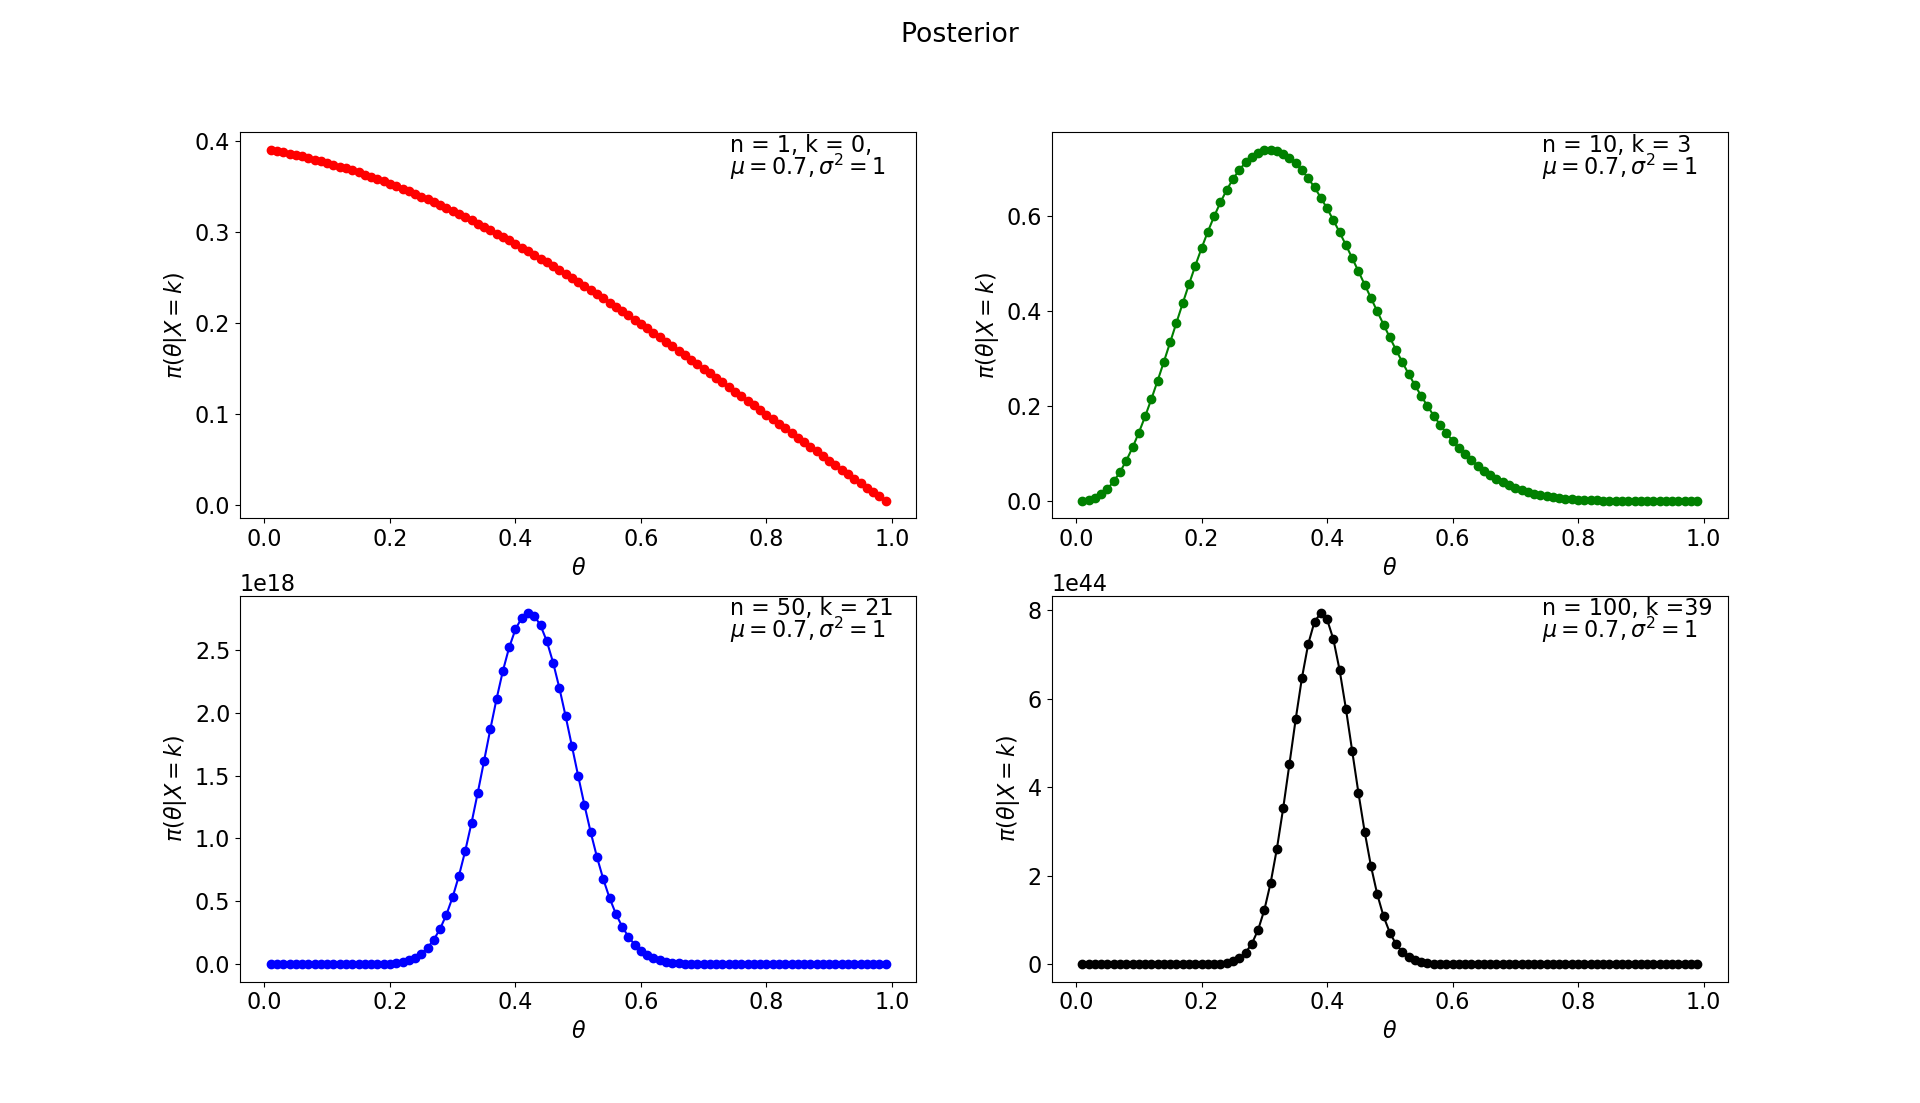 Posterior
n = 1, k = 0,
μ = 0.7, σ² = 1
0.4
0.3
0.2
0.1
0.0
π(θ|X = k)
0.0 0.2 0.4 0.6 0.8 1.0
θ
n = 10, k = 3
μ = 0.7, σ² = 1
0.6
0.4
0.2
0.0
π(θ|X = k)
0.0 0.2 0.4 0.6 0.8 1.0
θ
1e18
n = 50, k = 21
μ = 0.7, σ² = 1
2.5
2.0
1.5
1.0
0.5
0.0
π(θ|X = k)
0.0 0.2 0.4 0.6 0.8 1.0
θ
1e44
n = 100, k =39
μ = 0.7, σ² = 1
8
6
4
2
0
π(θ|X = k)
0.0 0.2 0.4 0.6 0.8 1.0
θ